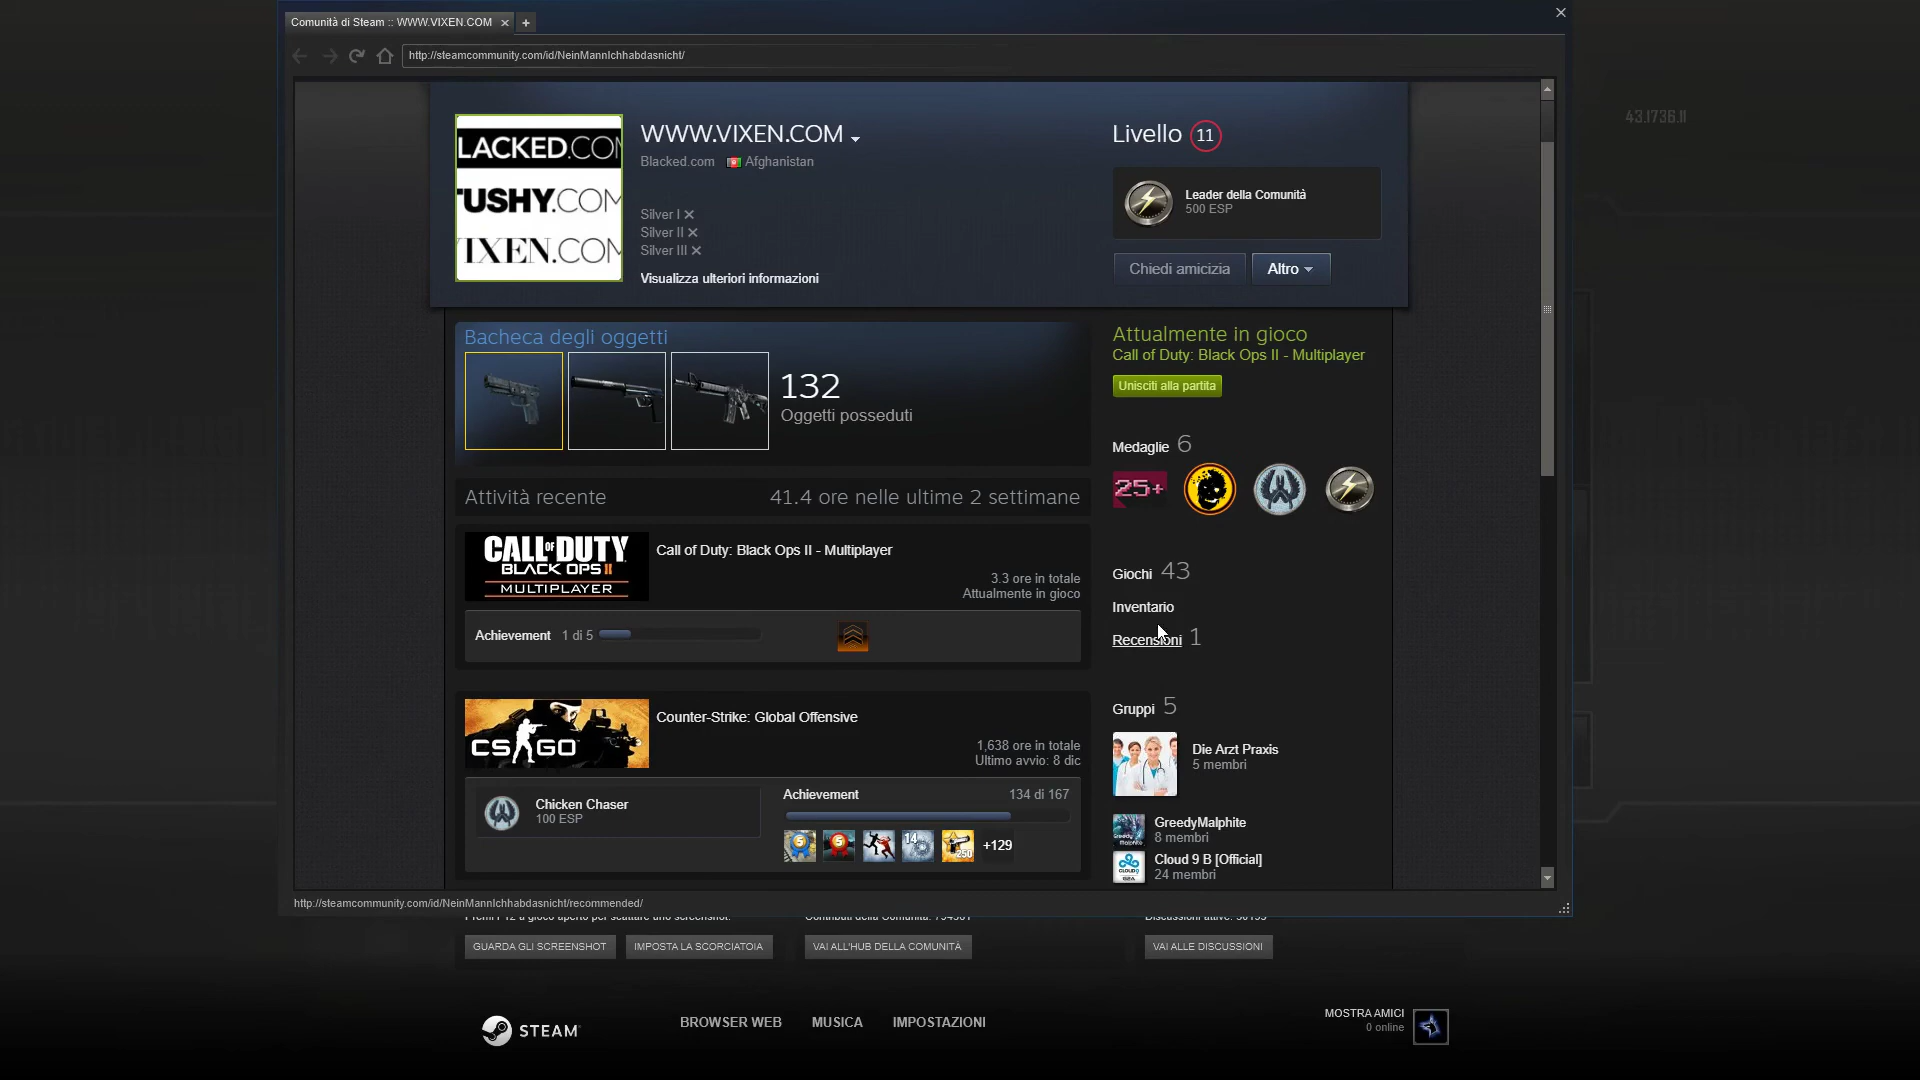 Comunità di Steam :: WWW.VIXEN.COM
http://steamcommunity.com/id/NeinMannIchhabdasnicht/
43.1736.11
LACKED.COM
TUSHY.COM
VIXEN.COM
WWW.VIXEN.COM
Blacked.com Afghanistan
Silver I ✕
Silver II ✕
Silver III ✕
Visualizza ulteriori informazioni
Livello 11
Leader della Comunità
500 ESP
Chiedi amicizia
Altro
Bacheca degli oggetti
132
Oggetti posseduti
Attualmente in gioco
Call of Duty: Black Ops II - Multiplayer
Unisciti alla partita
Medaglie 6
25+
Attività recente
41.4 ore nelle ultime 2 settimane
CALL OF DUTY
BLACK OPS II
MULTIPLAYER
Call of Duty: Black Ops II - Multiplayer
3.3 ore in totale
Attualmente in gioco
Achievement 1 di 5
Giochi 43
Inventario
Recensioni 1
CS GO
Counter-Strike: Global Offensive
1,638 ore in totale
Ultimo avvio: 8 dic
Chicken Chaser
100 ESP
Achievement
134 di 167
5
5
14
250
+129
Gruppi 5
Die Arzt Praxis
5 membri
GreedyMalphite
8 membri
Cloud 9 B [Official]
24 membri
http://steamcommunity.com/id/NeinMannIchhabdasnicht/recommended/
GUARDA GLI SCREENSHOT
IMPOSTA LA SCORCIATOIA
VAI ALL'HUB DELLA COMUNITÀ
VAI ALLE DISCUSSIONI
STEAM
BROWSER WEB
MUSICA
IMPOSTAZIONI
MOSTRA AMICI
0 online